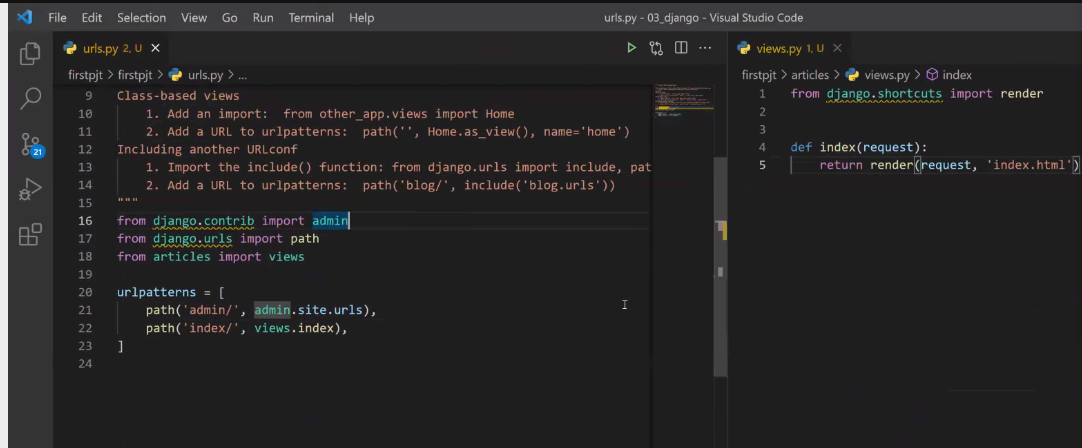 File Edit Selection View Go Run Terminal Help urls.py - 03_django - Visual Studio Code
urls.py 2, U
firstpjt > firstpjt > urls.py > ...
9 Class-based views
10 1. Add an import: from other_app.views import Home
11 2. Add a URL to urlpatterns: path('', Home.as_view(), name='home')
12 Including another URLconf
13 1. Import the include() function: from django.urls import include, pat
14 2. Add a URL to urlpatterns: path('blog/', include('blog.urls'))
15 """
16 from django.contrib import admin
17 from django.urls import path
18 from articles import views
19
20 urlpatterns = [
21 path('admin/', admin.site.urls),
22 path('index/', views.index),
23 ]
24
views.py 1, U
firstpjt > articles > views.py > index
1 from django.shortcuts import render
2
3
4 def index(request):
5 return render(request, 'index.html')
21